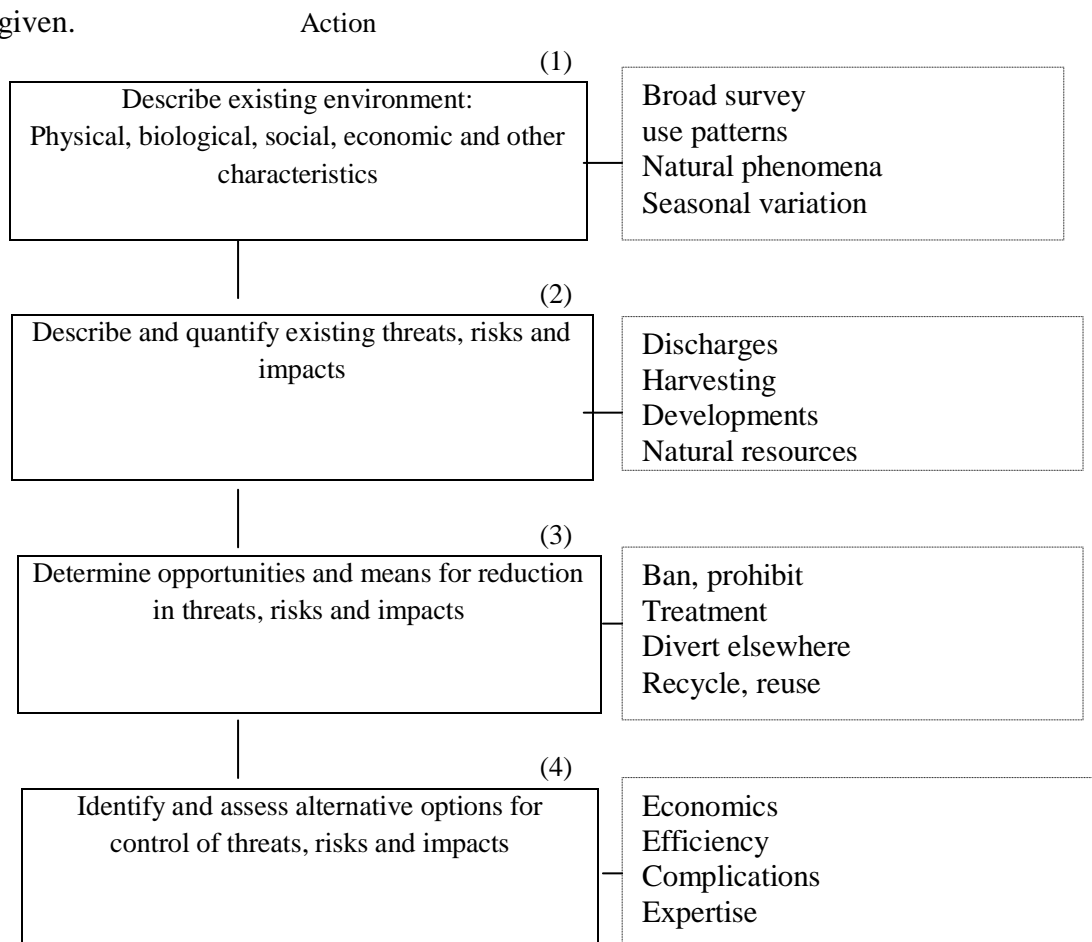 given.
Action
(1)
Describe existing environment:
Physical, biological, social, economic and other
characteristics
Broad survey
use patterns
Natural phenomena
Seasonal variation
(2)
Describe and quantify existing threats, risks and
impacts
Discharges
Harvesting
Developments
Natural resources
(3)
Determine opportunities and means for reduction
in threats, risks and impacts
Ban, prohibit
Treatment
Divert elsewhere
Recycle, reuse
(4)
Identify and assess alternative options for
control of threats, risks and impacts
Economics
Efficiency
Complications
Expertise